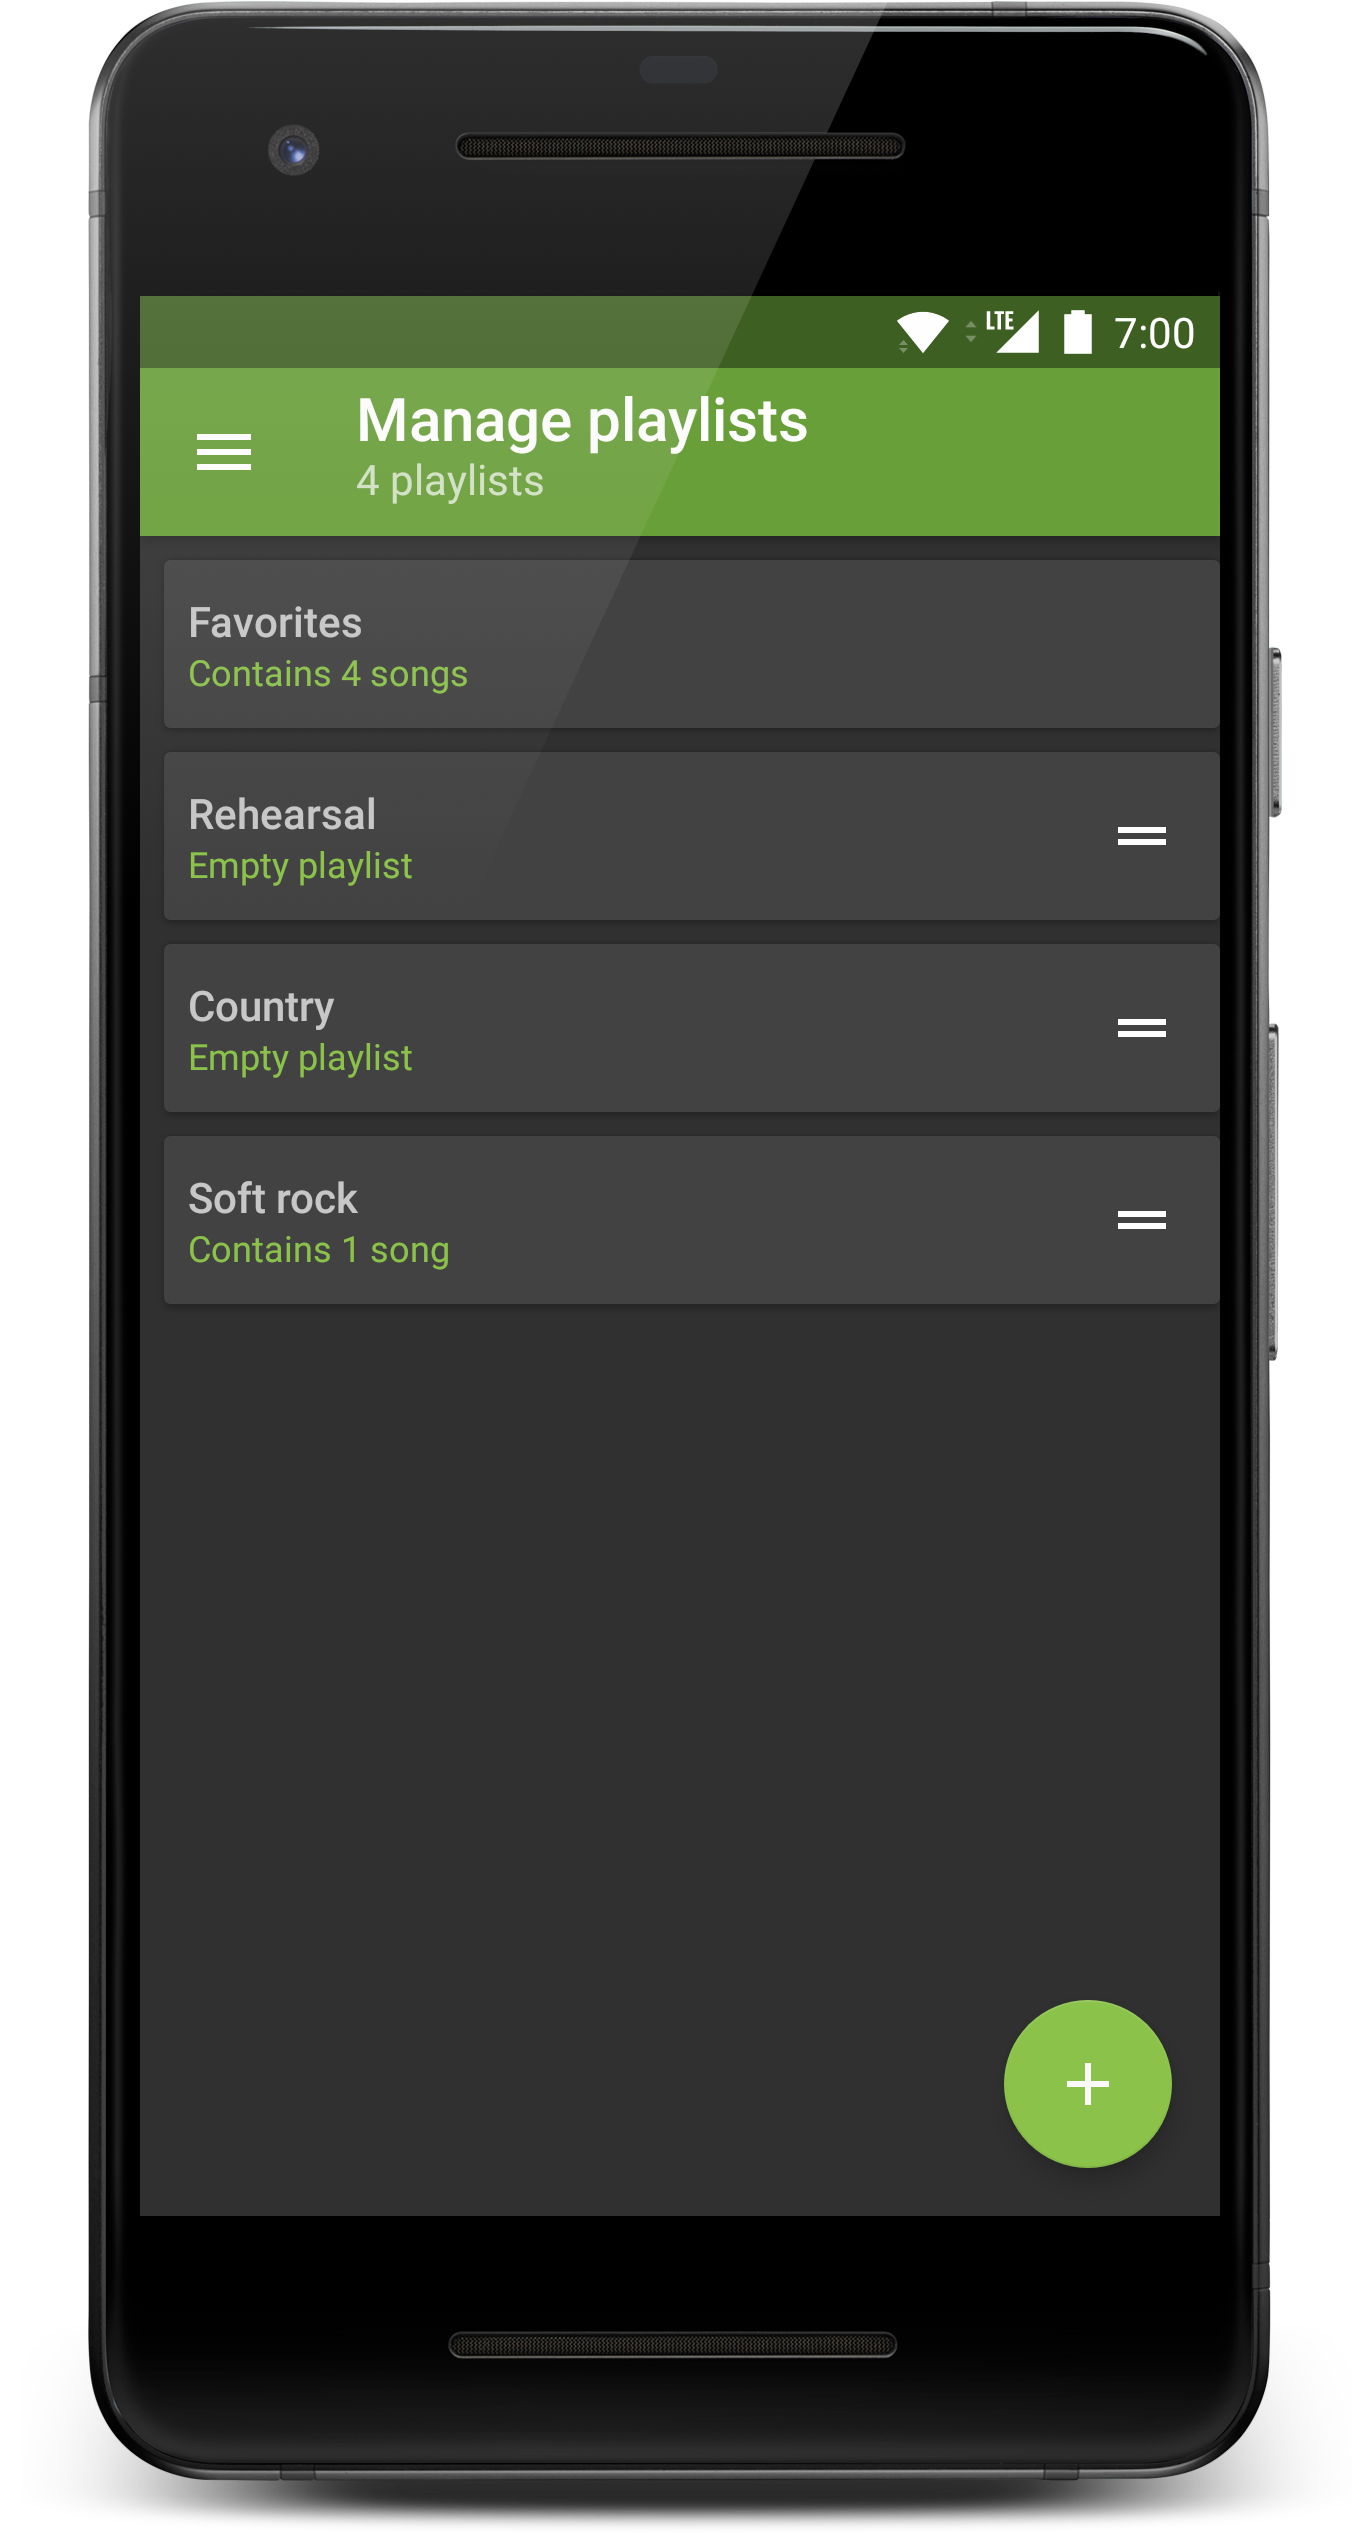 LTE 7:00
Manage playlists
4 playlists
Favorites
Contains 4 songs
Rehearsal
Empty playlist
Country
Empty playlist
Soft rock
Contains 1 song